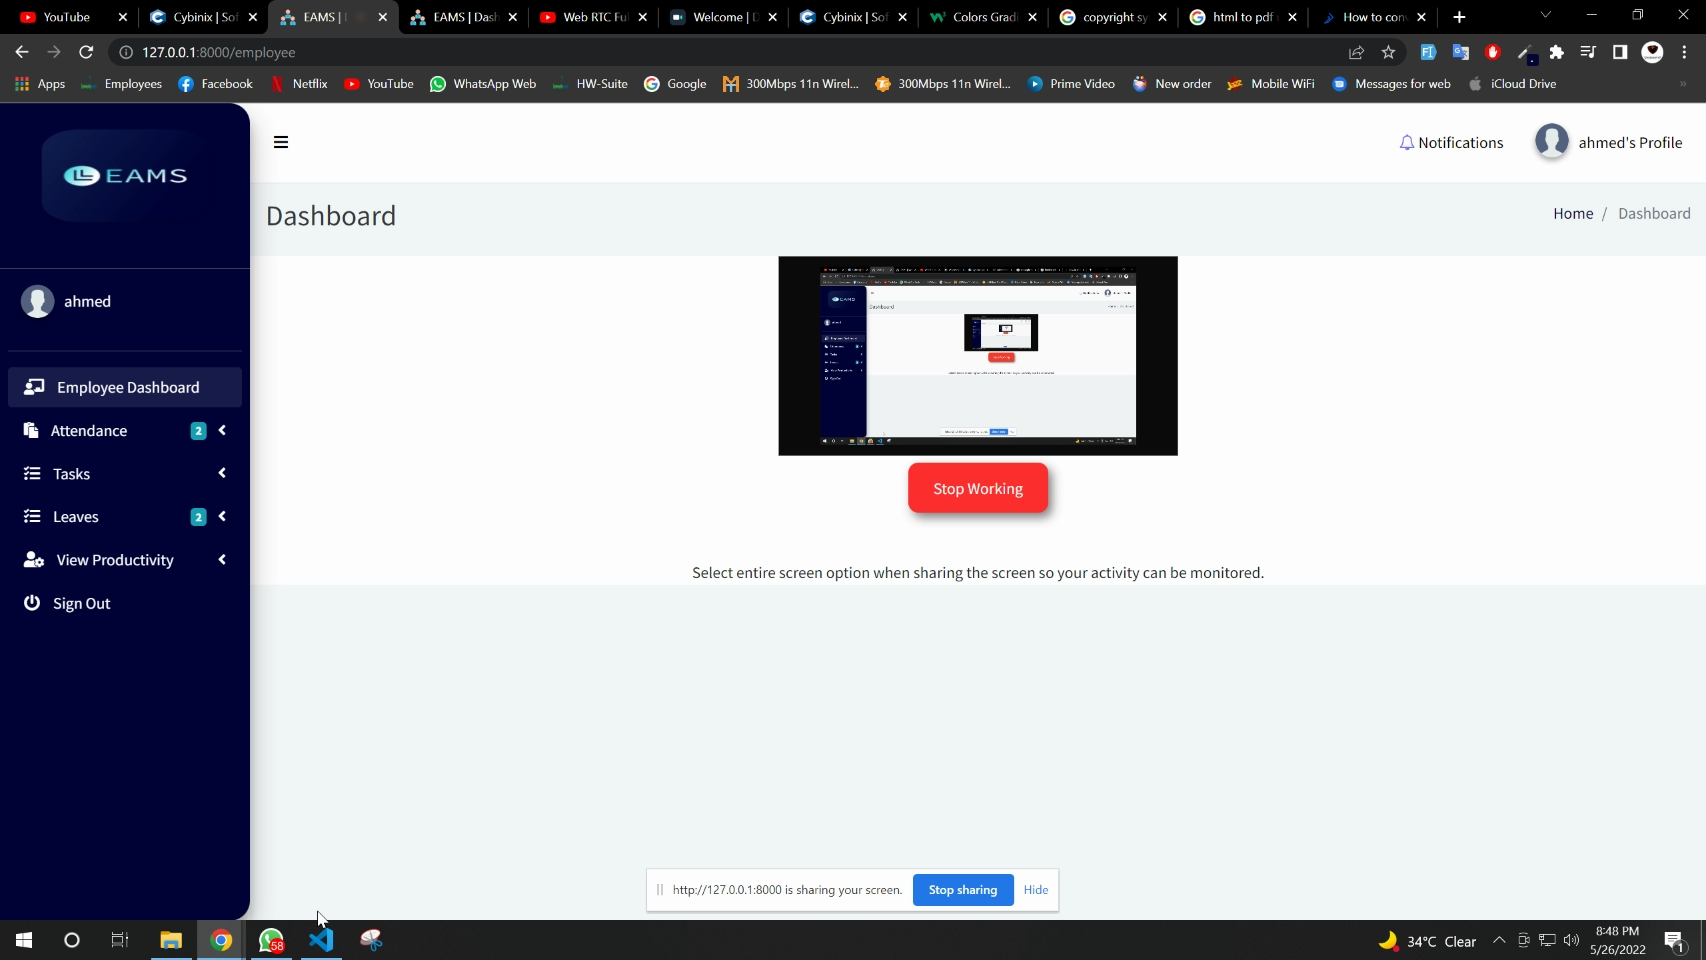 YouTube
Cybinix | Sof
EAMS |
EAMS | Dash
Web RTC Ful
Welcome | D
Cybinix | Sof
Colors Gradi
copyright sy
html to pdf
How to con
127.0.0.1:8000/employee
Apps
Employees
Facebook
Netflix
YouTube
WhatsApp Web
HW-Suite
Google
300Mbps 11n Wirel...
300Mbps 11n Wirel...
Prime Video
New order
Mobile WiFi
Messages for web
iCloud Drive
EAMS
Notifications
ahmed's Profile
Dashboard
Home / Dashboard
ahmed
Employee Dashboard
Attendance 2
Tasks
Leaves 2
View Productivity
Sign Out
Stop Working
Select entire screen option when sharing the screen so your activity can be monitored.
http://127.0.0.1:8000 is sharing your screen.
Stop sharing
Hide
58
34°C Clear
8:48 PM
5/26/2022
1